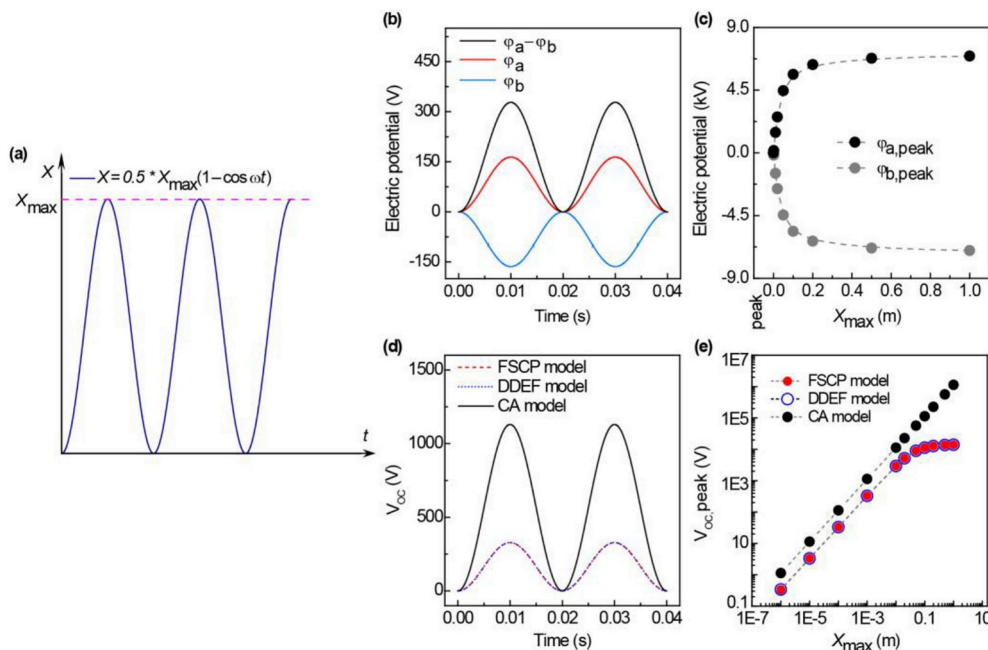 (a)
X
X = 0.5 * Xmax(1−cos ωt)
Xmax
t
(b)
Electric potential (V)
450
300
150
0
-150
φa−φb
φa
φb
0.00 0.01 0.02 0.03 0.04
Time (s)
(c)
Electric potential (kV)
9.0
4.5
0.0
-4.5
-9.0
φa,peak
φb,peak
0.0 0.2 0.4 0.6 0.8 1.0
Xmax (m)
peak
(d)
VOC (V)
1500
1000
500
0
FSCP model
DDEF model
CA model
0.00 0.01 0.02 0.03 0.04
Time (s)
(e)
VOC,peak (V)
1E7
1E5
1E3
10
0.1
FSCP model
DDEF model
CA model
1E-7 1E-5 1E-3 0.1 10
Xmax (m)